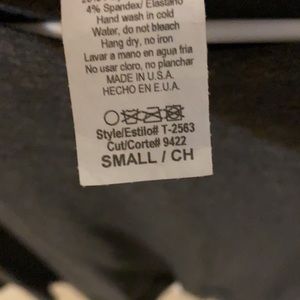 4% Spandex/ Elastano
Hand wash in cold
Water, do not bleach
Hang dry, no iron
Lavar a mano en agua fria
No usar cloro, no planchar
MADE IN U.S.A.
HECHO EN E.U.A.
Style/Estilo# T-2563
Cut/Corte# 9422
SMALL / CH